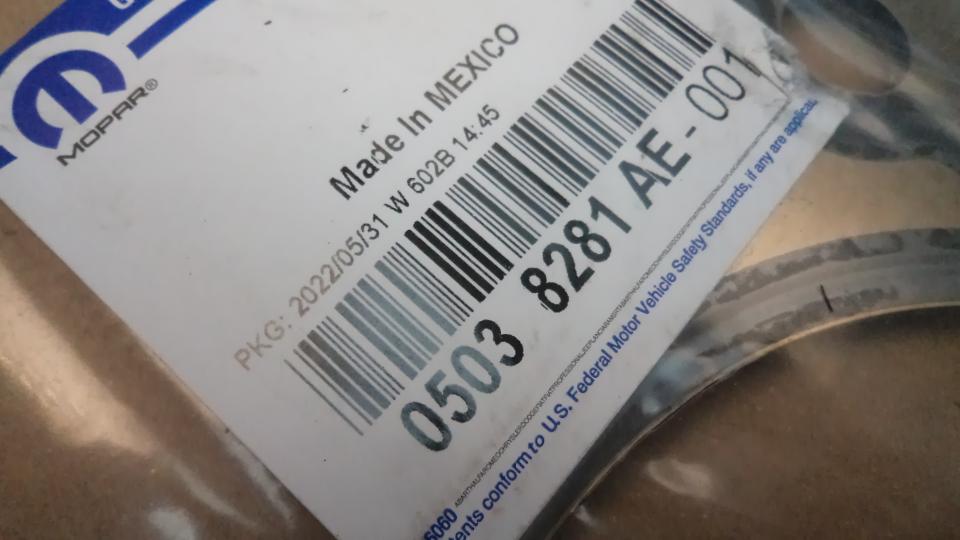 MOPAR®
Made In MEXICO
PKG: 2022/05/31 W 602B 14:45
0503 8281 AE - 001
ents conform to U.S. Federal Motor Vehicle Safety Standards, if any are applicat